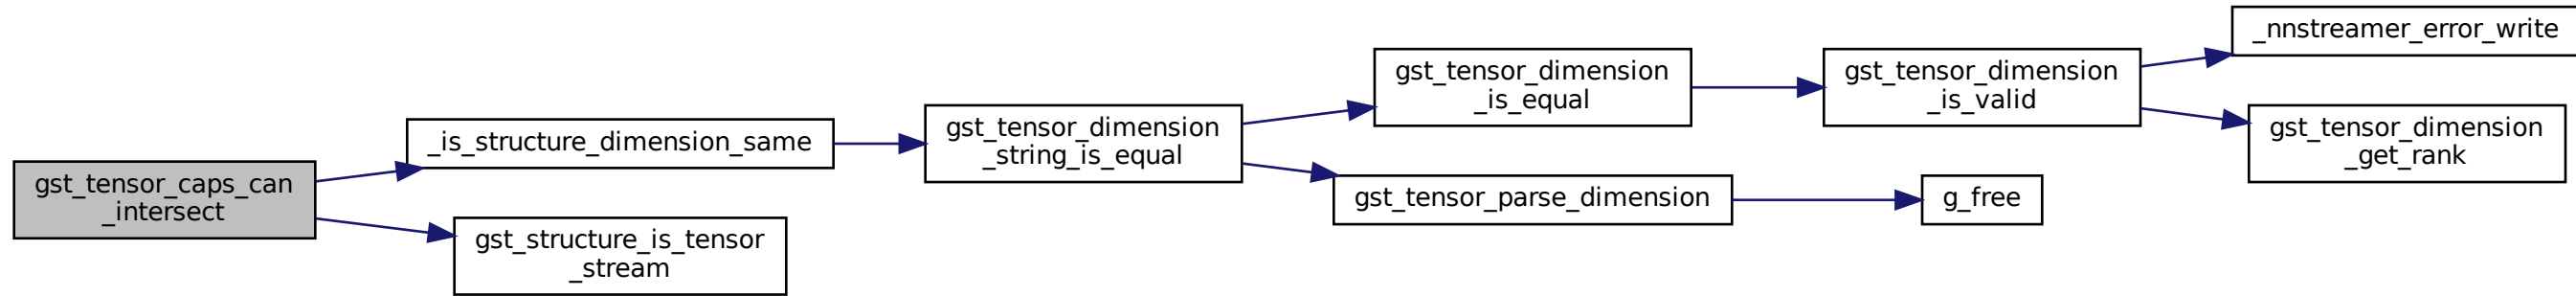 gst_tensor_caps_can
_intersect
_is_structure_dimension_same
gst_structure_is_tensor
_stream
gst_tensor_dimension
_string_is_equal
gst_tensor_dimension
_is_equal
gst_tensor_parse_dimension
gst_tensor_dimension
_is_valid
g_free
_nnstreamer_error_write
gst_tensor_dimension
_get_rank